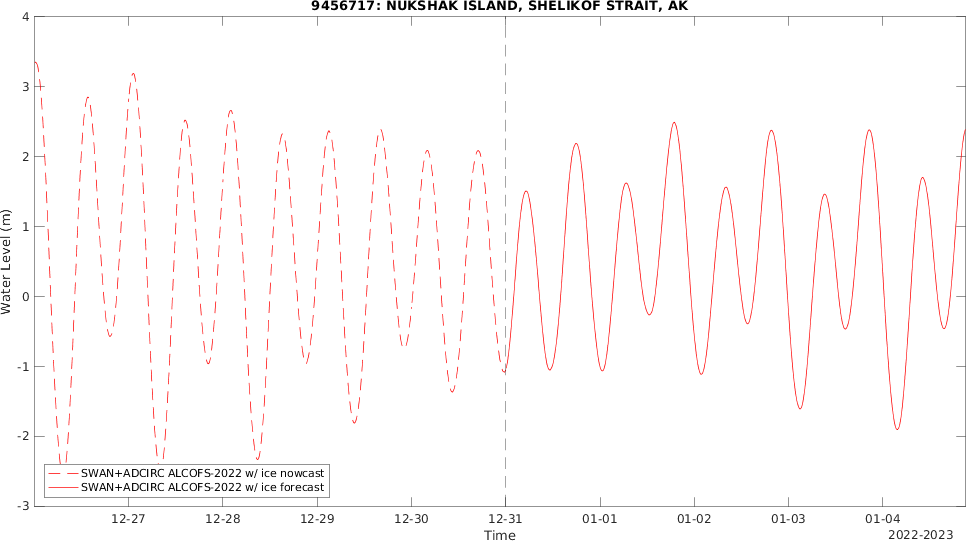 9456717: NUKSHAK ISLAND, SHELIKOF STRAIT, AK
4
3
2
1
0
-1
-2
-3
Water Level (m)
SWAN+ADCIRC ALCOFS-2022 w/ ice nowcast
SWAN+ADCIRC ALCOFS-2022 w/ ice forecast
12-27 12-28 12-29 12-30 12-31 01-01 01-02 01-03 01-04
Time
2022-2023